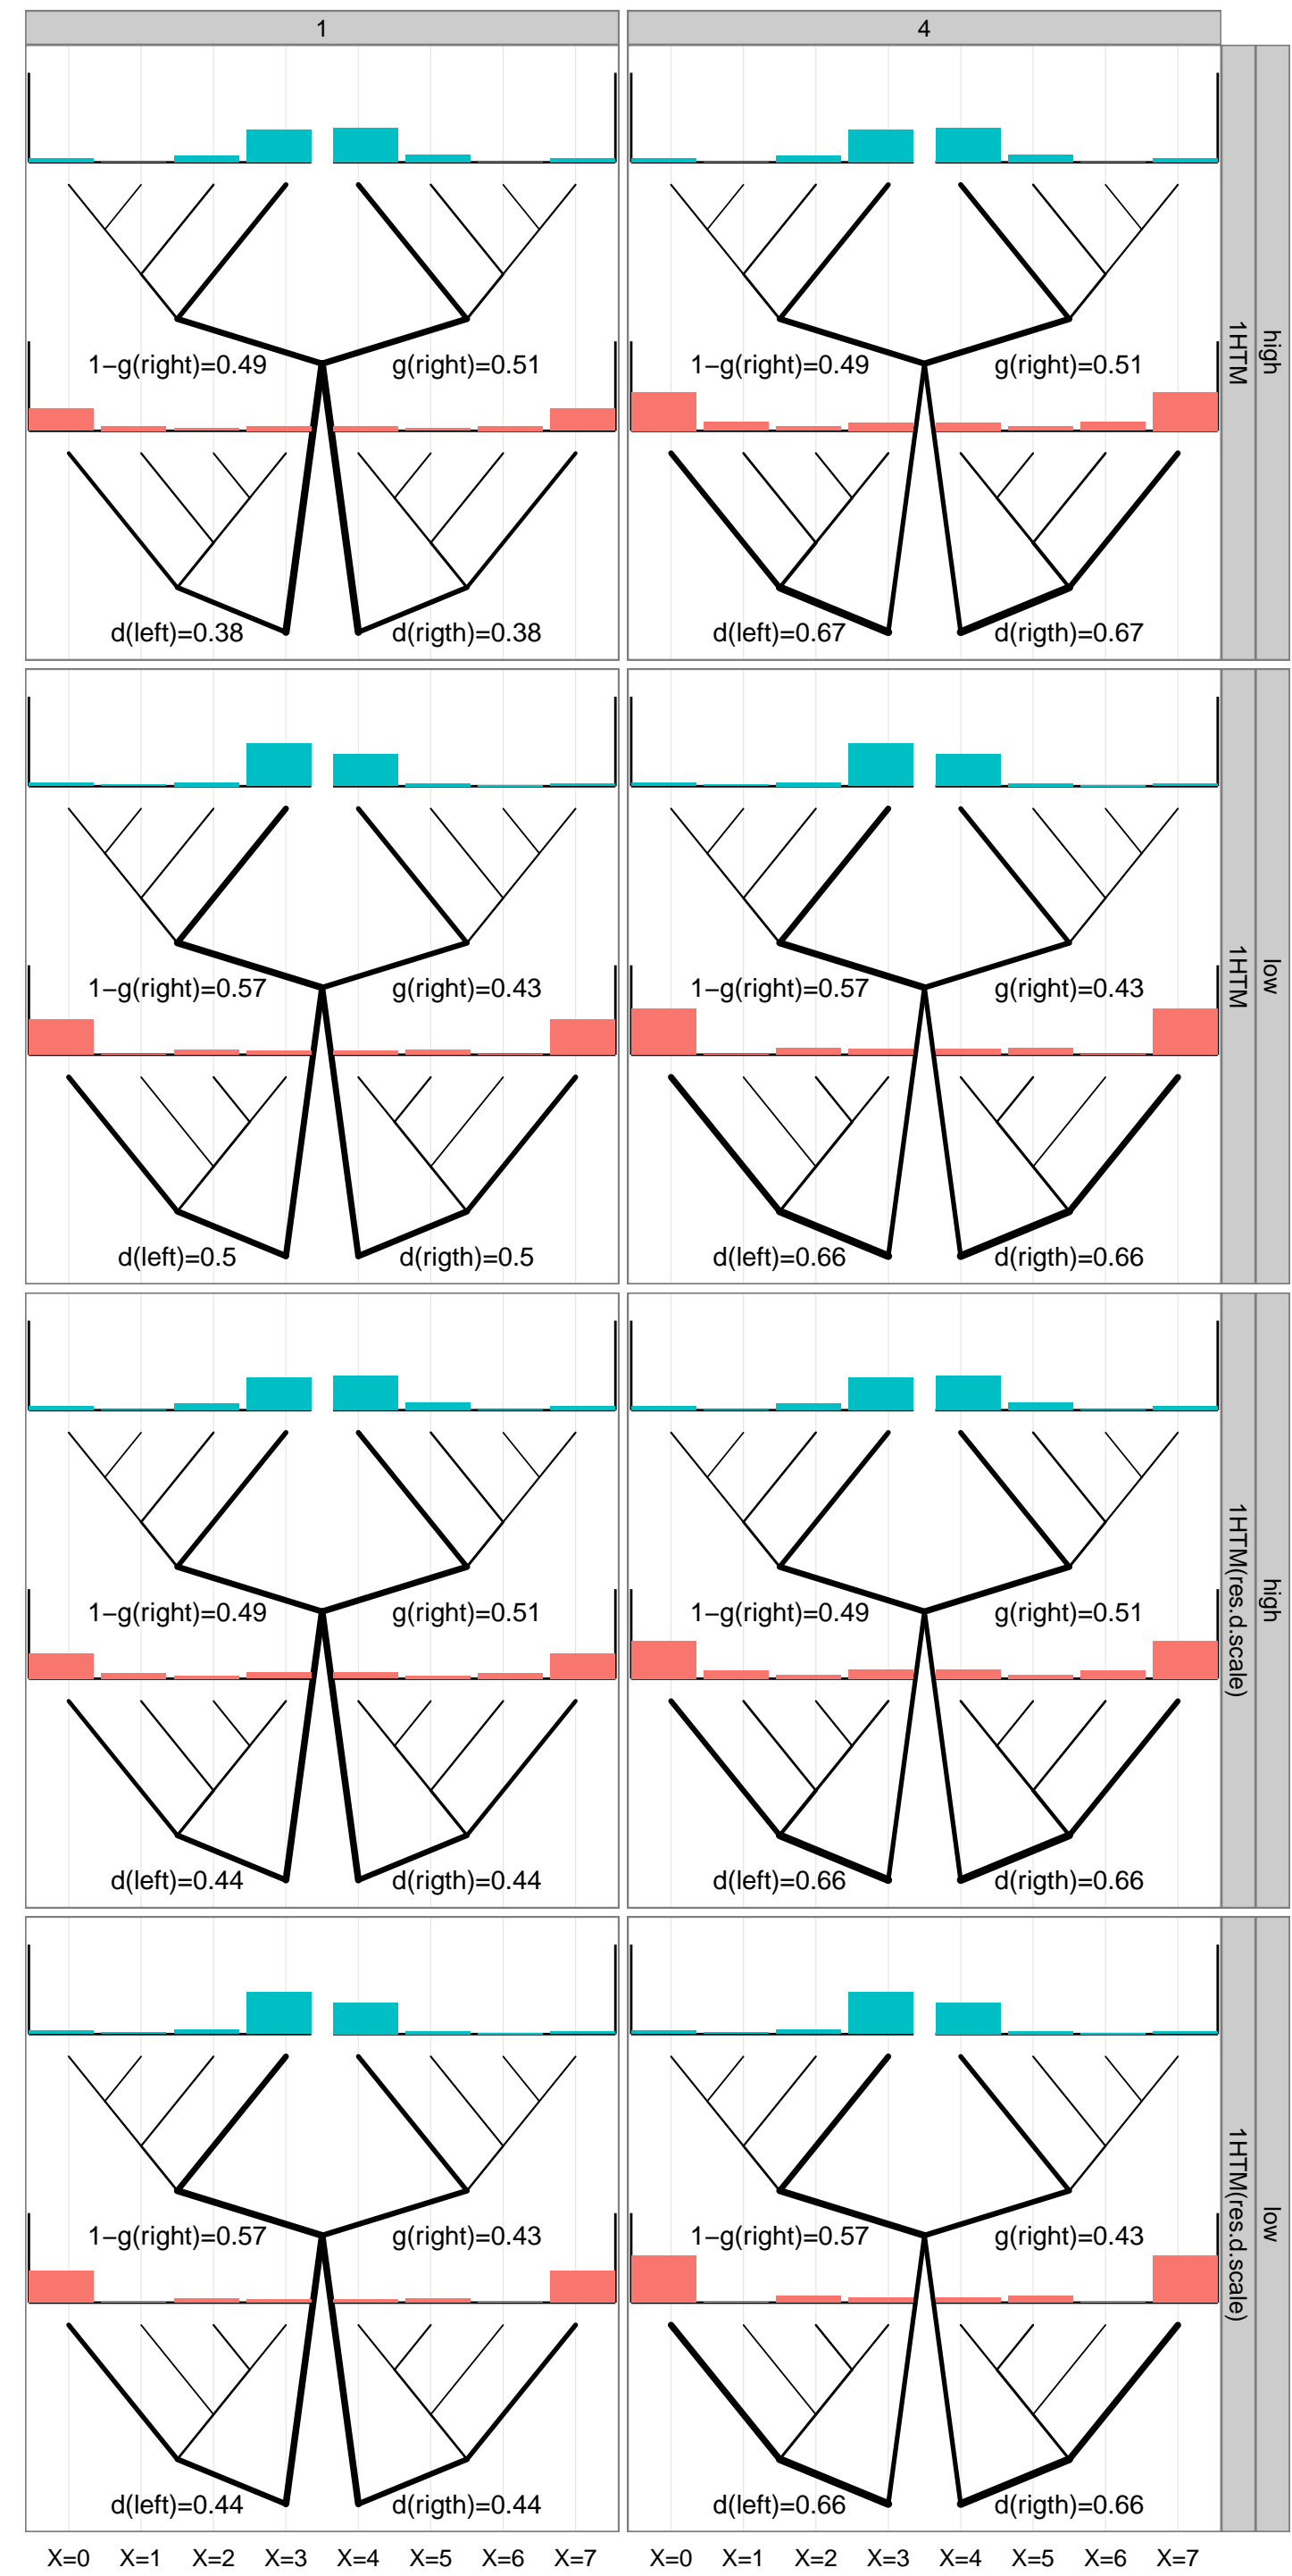 1 4
1−g(right)=0.49 g(right)=0.51 1−g(right)=0.49 g(right)=0.51
d(left)=0.38 d(rigth)=0.38 d(left)=0.67 d(rigth)=0.67
high
1HTM
1−g(right)=0.57 g(right)=0.43 1−g(right)=0.57 g(right)=0.43
d(left)=0.5 d(rigth)=0.5 d(left)=0.66 d(rigth)=0.66
low
1HTM
1−g(right)=0.49 g(right)=0.51 1−g(right)=0.49 g(right)=0.51
d(left)=0.44 d(rigth)=0.44 d(left)=0.66 d(rigth)=0.66
high
1HTM(res.d.scale)
1−g(right)=0.57 g(right)=0.43 1−g(right)=0.57 g(right)=0.43
d(left)=0.44 d(rigth)=0.44 d(left)=0.66 d(rigth)=0.66
low
1HTM(res.d.scale)
X=0 X=1 X=2 X=3 X=4 X=5 X=6 X=7 X=0 X=1 X=2 X=3 X=4 X=5 X=6 X=7